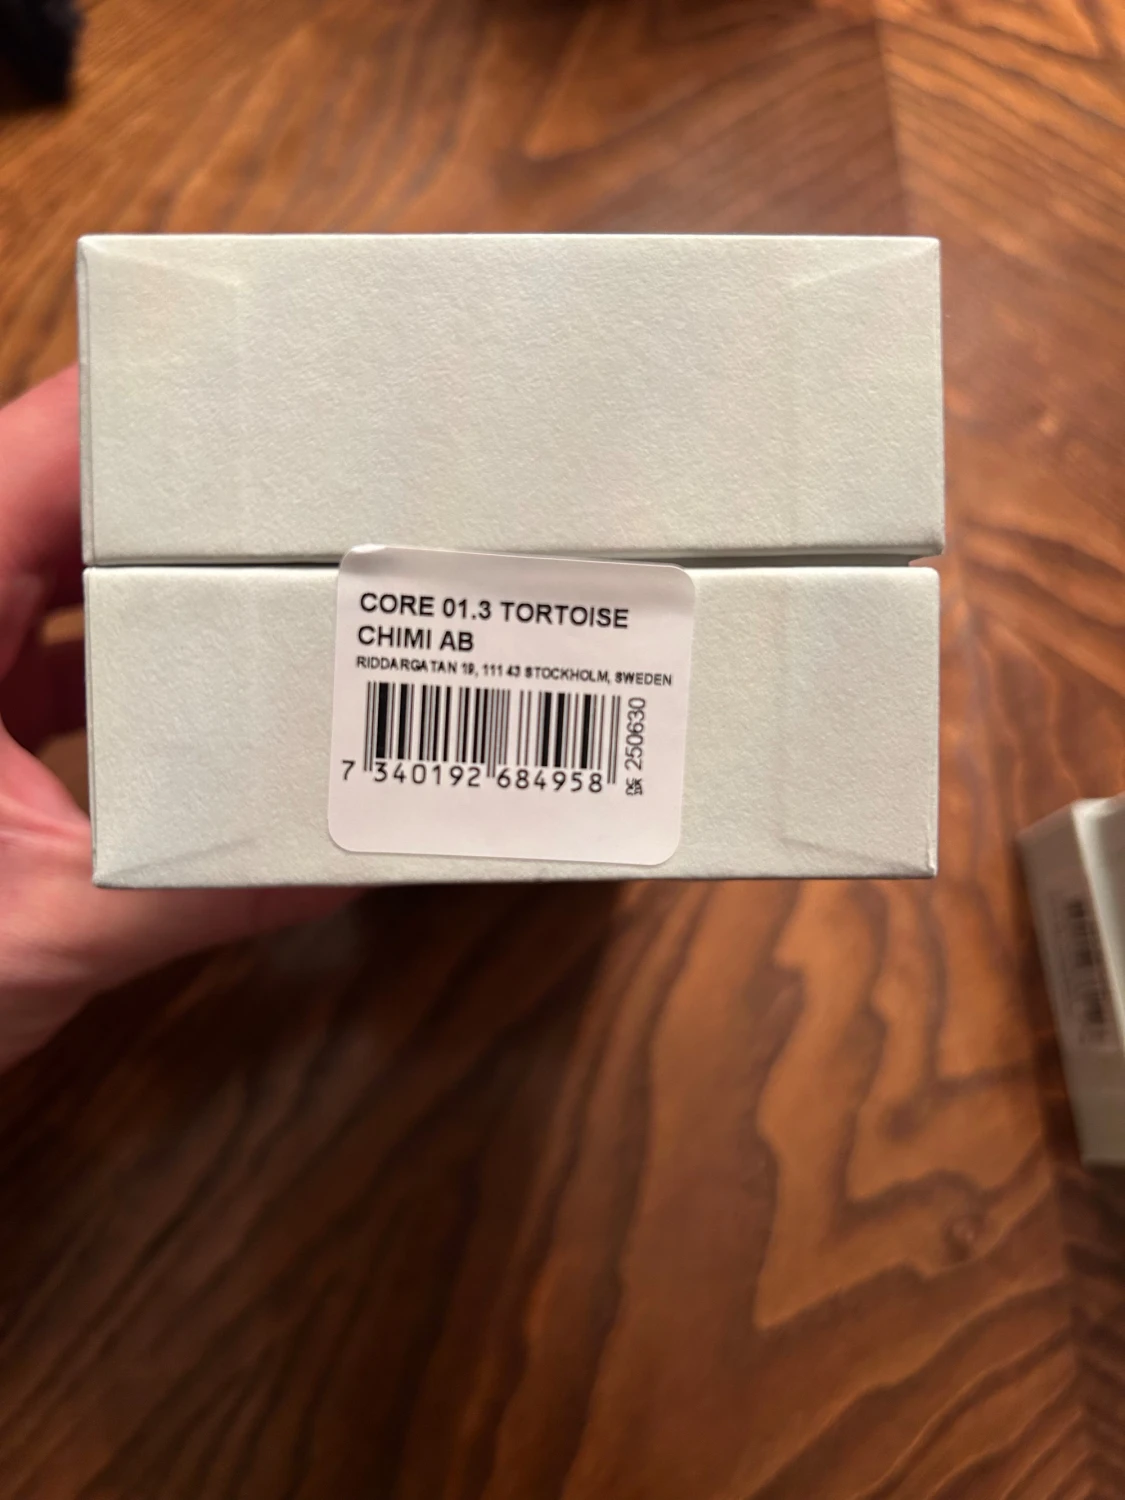 CORE 01.3 TORTOISE
CHIMI AB
RIDDARGATAN 19, 111 43 STOCKHOLM, SWEDEN
7 340192 684958
250630